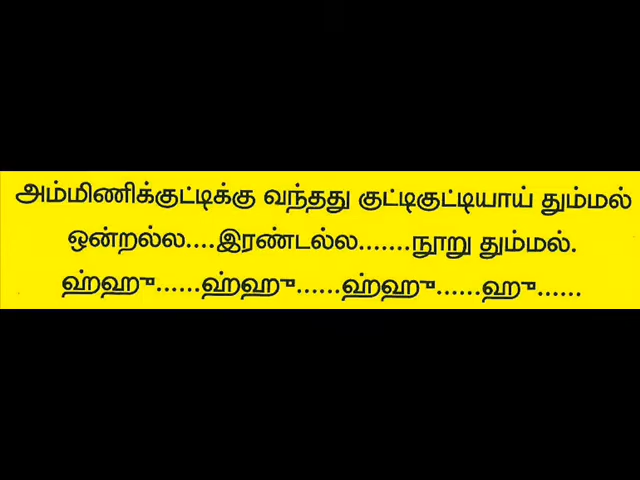 அம்மிணிக்குட்டிக்கு வந்தது குட்டிகுட்டியாய் தும்மல்
ஒன்றல்ல....இரண்டல்ல.......நூறு தும்மல்.
ஹ்ஹு......ஹ்ஹு......ஹ்ஹு......ஹு......